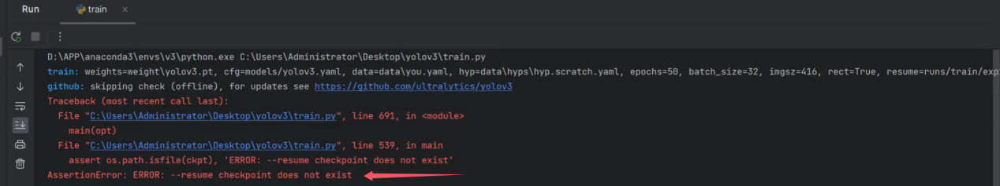 Run train
D:\APP\anaconda3\envs\v3\python.exe C:\Users\Administrator\Desktop\yolov3\train.py
train: weights=weight\yolov3.pt, cfg=models/yolov3.yaml, data=data\you.yaml, hyp=data\hyps\hyp.scratch.yaml, epochs=50, batch_size=32, imgsz=416, rect=True, resume=runs/train/exp
github: skipping check (offline), for updates see https://github.com/ultralytics/yolov3
Traceback (most recent call last):
  File "C:\Users\Administrator\Desktop\yolov3\train.py", line 691, in <module>
    main(opt)
  File "C:\Users\Administrator\Desktop\yolov3\train.py", line 539, in main
    assert os.path.isfile(ckpt), 'ERROR: --resume checkpoint does not exist'
AssertionError: ERROR: --resume checkpoint does not exist